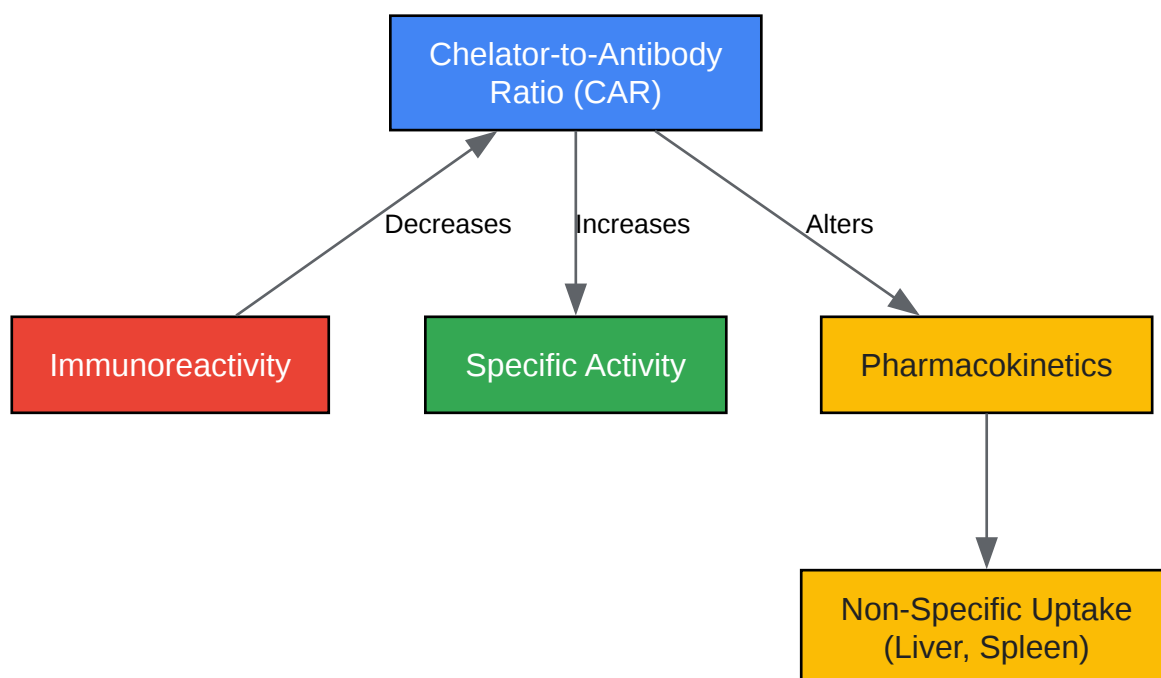 Chelator-to-Antibody
Ratio (CAR)
Decreases
Increases
Alters
Immunoreactivity
Specific Activity
Pharmacokinetics
Non-Specific Uptake
(Liver, Spleen)